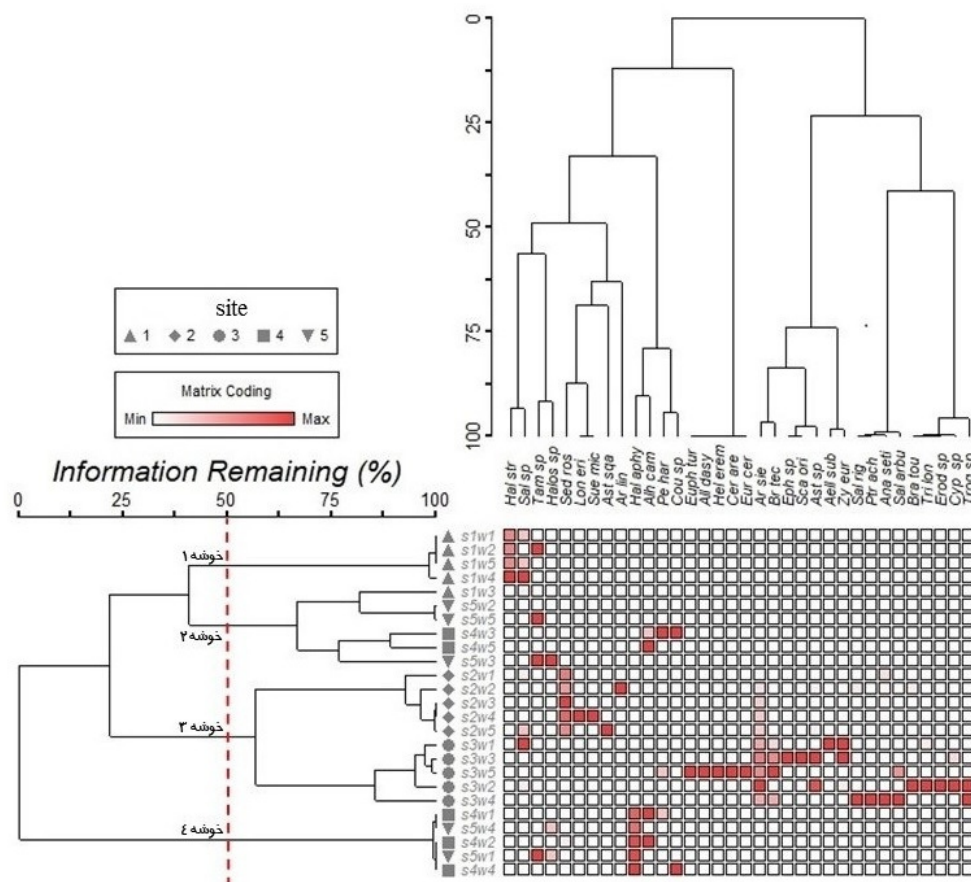 0
25
50
75
100
site
1 2 3 4 5
Matrix Coding
Min Max
Information Remaining (%)
0 25 50 75 100
Hal str
Sal sp
Tam sp
Halos sp
Sed ros
Lon eri
Sue mic
Ast sqa
Ar lin
Hal aphy
Alh cam
Pe har
Cou sp
Euph tur
All dasy
Hel erem
Cer are
Eur cer
Ar sie
Br tec
Eph sp
Sca ori
Ast sp
Aell sub
Zy eur
Sal rig
Ptr ach
Ana seti
Sal arbu
Bra tou
Tri lon
Erod sp
Cyp sp
خوشه ۱
خوشه ۲
خوشه ۳
خوشه ٤
s1w1
s1w2
s1w5
s1w4
s1w3
s5w2
s5w5
s4w3
s4w5
s5w3
s2w1
s2w2
s2w3
s2w4
s2w5
s3w1
s3w3
s3w5
s3w2
s3w4
s4w1
s5w4
s4w2
s5w1
s4w4